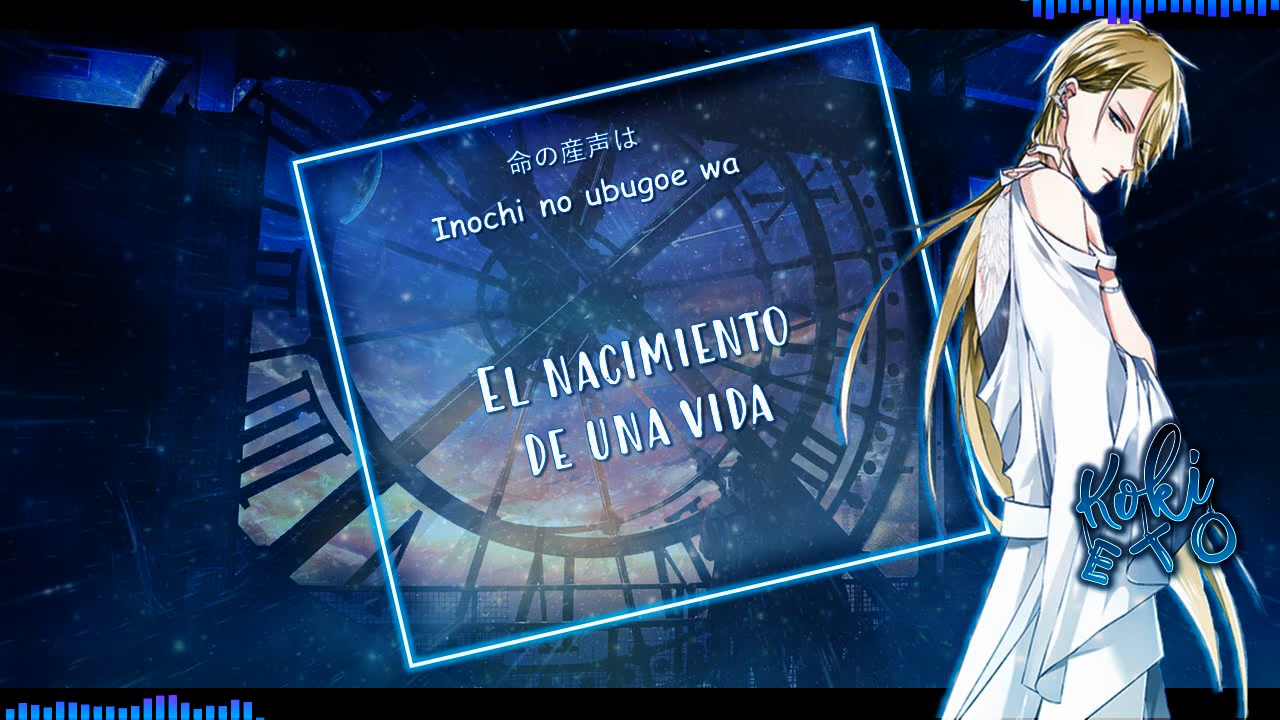 命の産声は
Inochi no ubugoe wa
EL NACIMIENTO
DE UNA VIDA
Koki
ETO